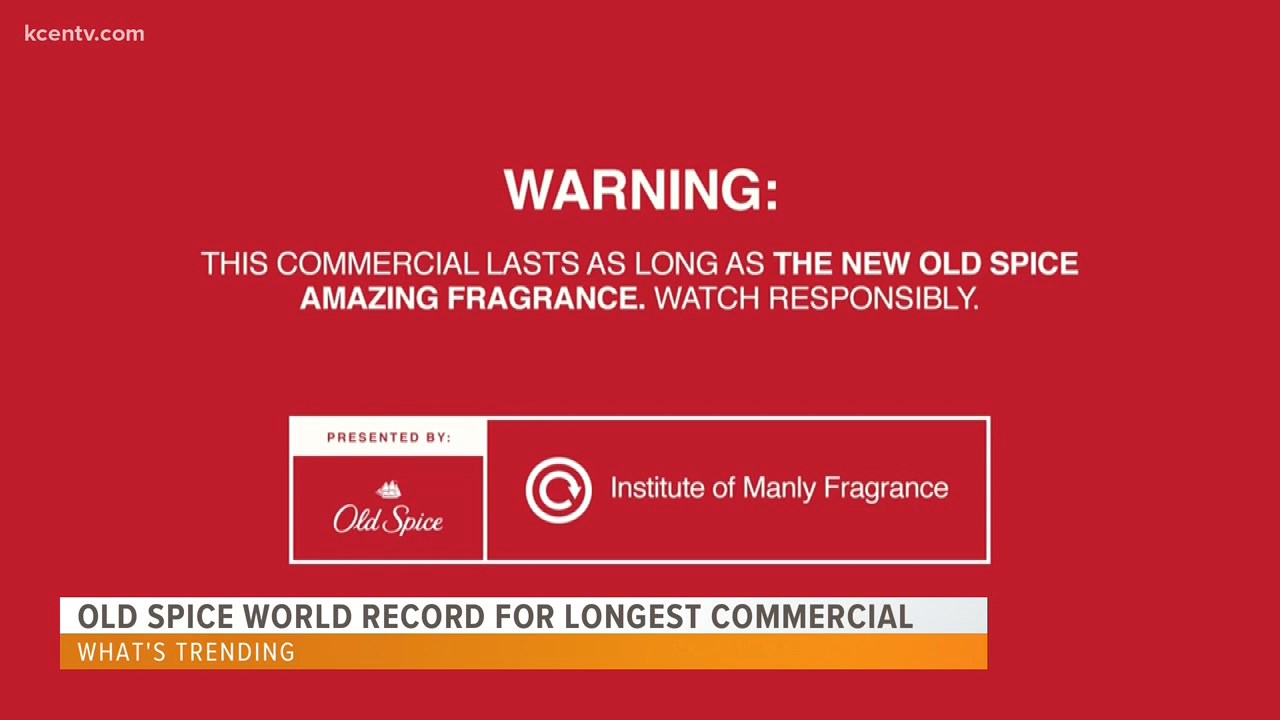 kcentv.com
WARNING:
THIS COMMERCIAL LASTS AS LONG AS THE NEW OLD SPICE
AMAZING FRAGRANCE. WATCH RESPONSIBLY.
PRESENTED BY:
Old Spice
Institute of Manly Fragrance
OLD SPICE WORLD RECORD FOR LONGEST COMMERCIAL
WHAT'S TRENDING